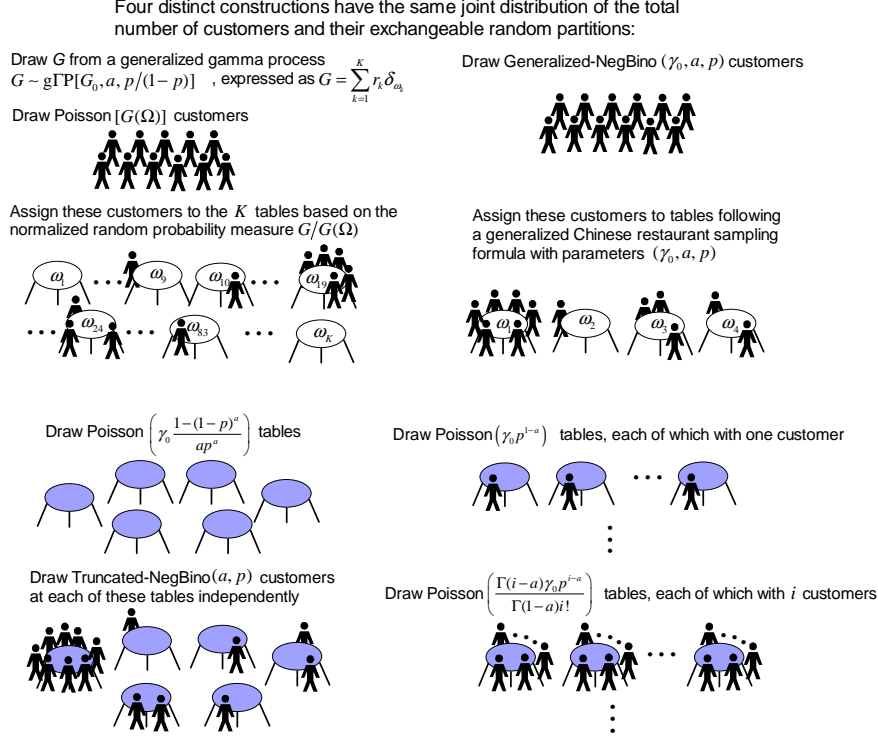 Four distinct constructions have the same joint distribution of the total
number of customers and their exchangeable random partitions:
Draw G from a generalized gamma process
G ~ gΓP[G₀, a, p/(1−p)] , expressed as G = ∑_{k=1}^{K} r_k δ_{ω_k}
Draw Poisson [G(Ω)] customers
Assign these customers to the K tables based on the
normalized random probability measure G/G(Ω)
ω₁ ••• ω₉ ω₁₀ ••• ω₁₉
••• ω₂₄ ••• ω₈₃ ••• ω_K
Draw Generalized-NegBino (γ₀, a, p) customers
Assign these customers to tables following
a generalized Chinese restaurant sampling
formula with parameters (γ₀, a, p)
ω₁ ω₂ ω₃ ω₄
Draw Poisson (γ₀ \frac{1−(1−p)^a}{ap^a}) tables
Draw Truncated-NegBino(a, p) customers
at each of these tables independently
Draw Poisson(γ₀p^{1−a}) tables, each of which with one customer
Draw Poisson (\frac{Γ(i−a)γ₀p^{i−a}}{Γ(1−a)i!}) tables, each of which with i customers